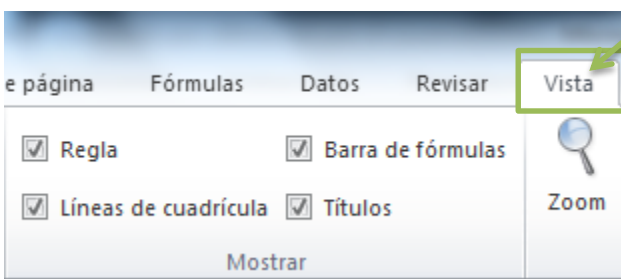 e página Fórmulas Datos Revisar Vista
Regla Barra de fórmulas
Líneas de cuadrícula Títulos
Zoom
Mostrar